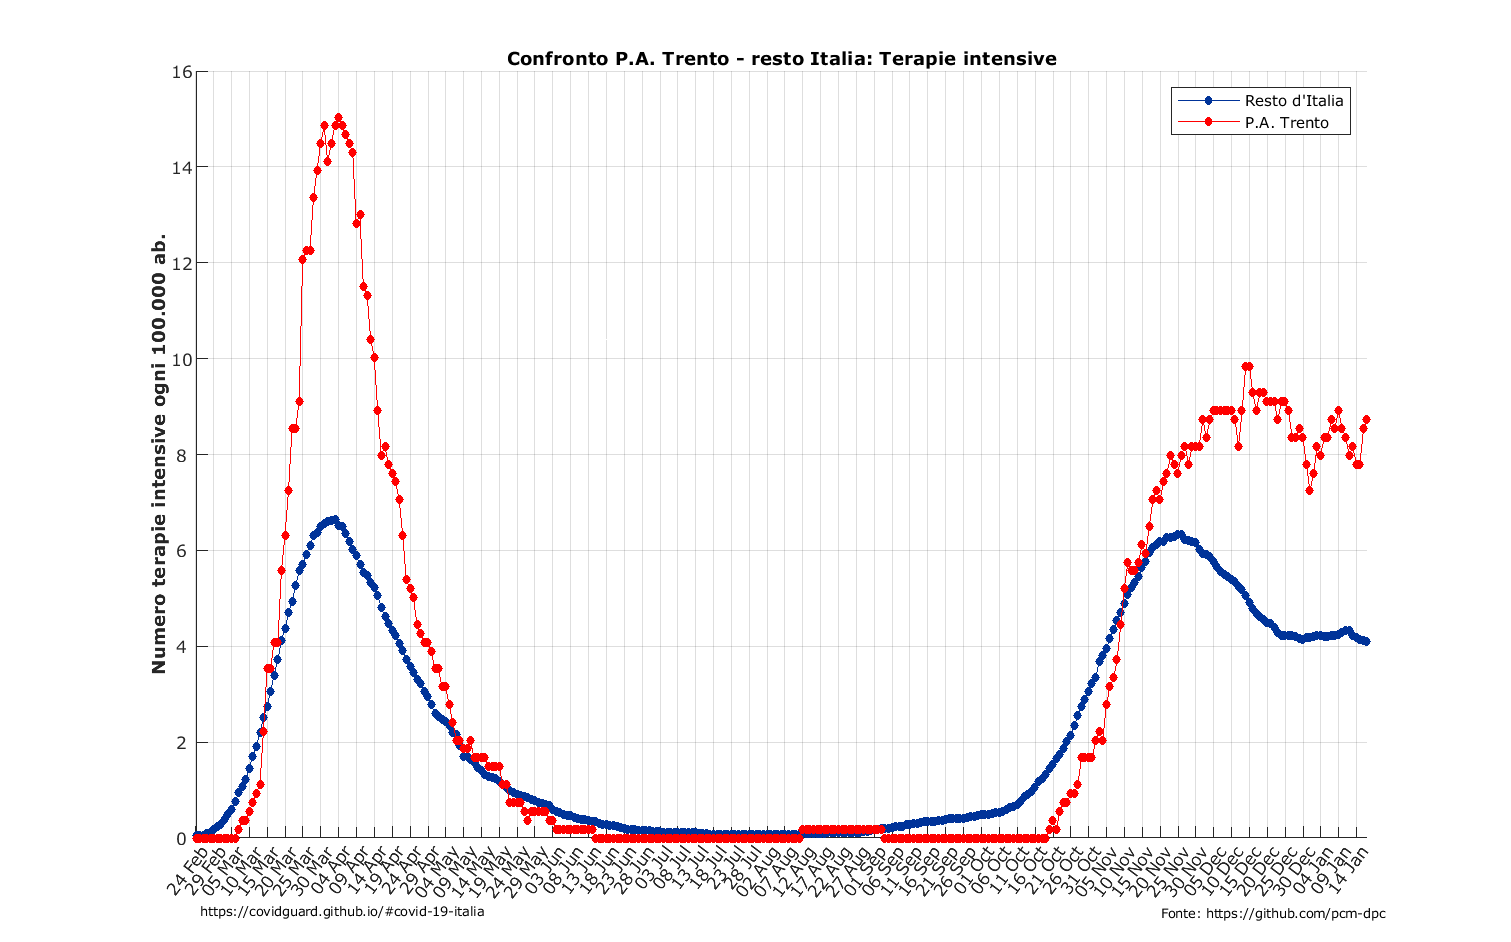 Confronto P.A. Trento - resto Italia: Terapie intensive
Resto d'Italia
P.A. Trento
Numero terapie intensive ogni 100.000 ab.
16
14
12
10
8
6
4
2
0
24 Feb
29 Feb
05 Mar
10 Mar
15 Mar
20 Mar
25 Mar
30 Mar
04 Apr
09 Apr
14 Apr
19 Apr
24 Apr
29 Apr
04 May
09 May
14 May
19 May
24 May
29 May
03 Jun
08 Jun
13 Jun
18 Jun
23 Jun
28 Jun
03 Jul
08 Jul
13 Jul
18 Jul
23 Jul
28 Jul
02 Aug
07 Aug
12 Aug
17 Aug
22 Aug
27 Aug
01 Sep
06 Sep
11 Sep
16 Sep
21 Sep
26 Sep
01 Oct
06 Oct
11 Oct
16 Oct
21 Oct
26 Oct
31 Oct
05 Nov
10 Nov
15 Nov
20 Nov
25 Nov
30 Nov
05 Dec
10 Dec
15 Dec
20 Dec
25 Dec
30 Dec
04 Jan
09 Jan
14 Jan
https://covidguard.github.io/#covid-19-italia
Fonte: https://github.com/pcm-dpc